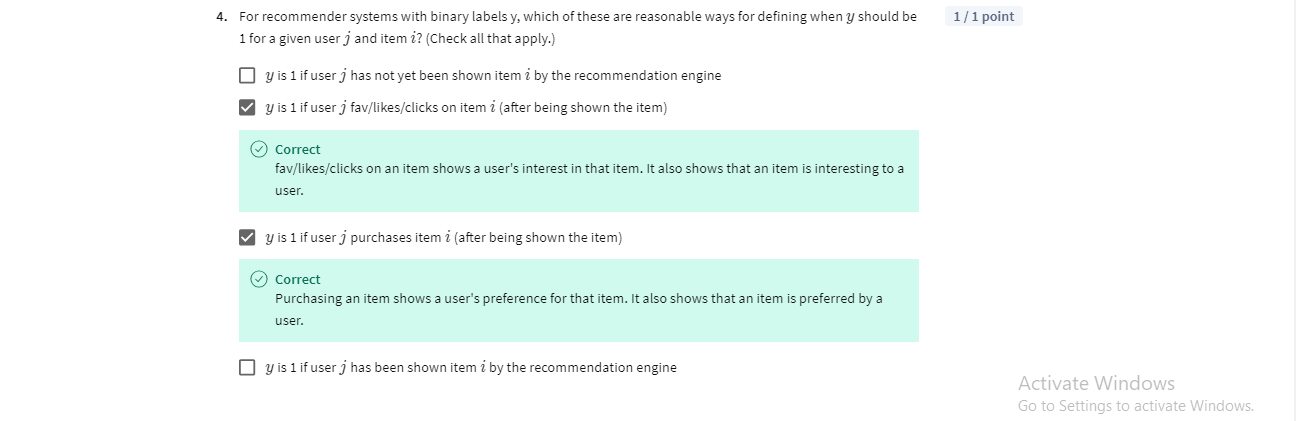 4. For recommender systems with binary labels y, which of these are reasonable ways for defining when y should be
1 / 1 point
1 for a given user j and item i? (Check all that apply.)
y is 1 if user j has not yet been shown item i by the recommendation engine
y is 1 if user j fav/likes/clicks on item i (after being shown the item)
Correct
fav/likes/clicks on an item shows a user's interest in that item. It also shows that an item is interesting to a
user.
y is 1 if user j purchases item i (after being shown the item)
Correct
Purchasing an item shows a user's preference for that item. It also shows that an item is preferred by a
user.
y is 1 if user j has been shown item i by the recommendation engine
Activate Windows
Go to Settings to activate Windows.